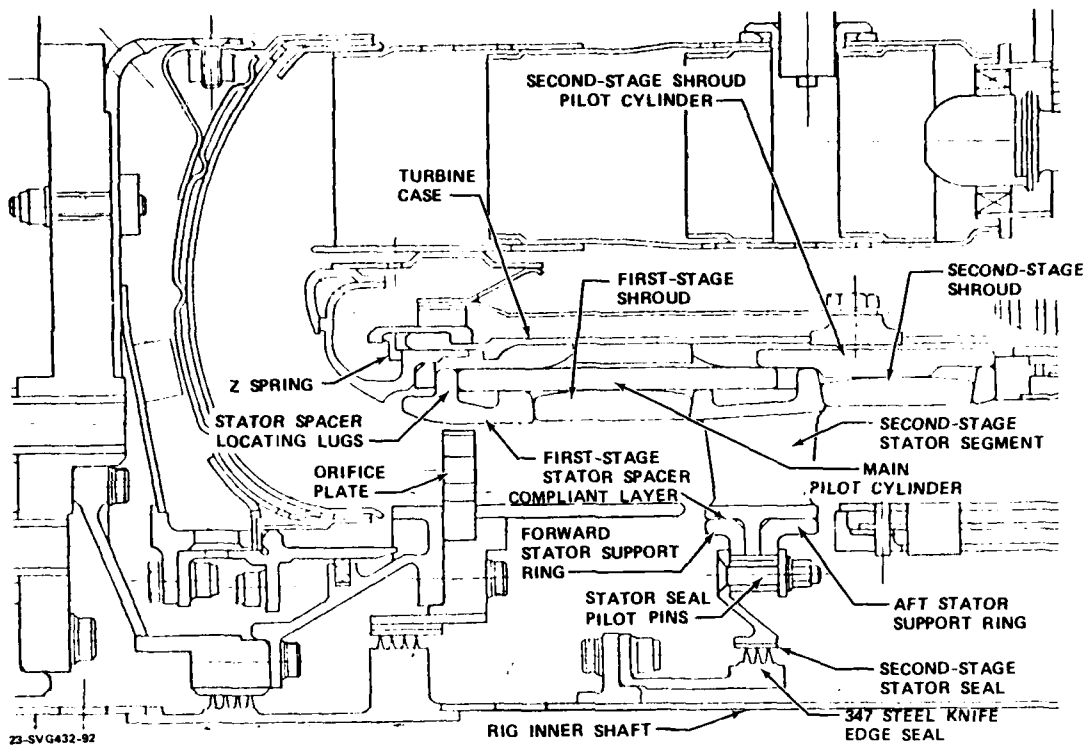 SECOND-STAGE SHROUD
PILOT CYLINDER
TURBINE
CASE
FIRST-STAGE
SHROUD
SECOND-STAGE
SHROUD
Z SPRING
STATOR SPACER
LOCATING LUGS
ORIFICE
PLATE
FIRST-STAGE
STATOR SPACER
COMPLIANT LAYER
SECOND-STAGE
STATOR SEGMENT
MAIN
PILOT CYLINDER
FORWARD
STATOR SUPPORT
RING
STATOR SEAL
PILOT PINS
AFT STATOR
SUPPORT RING
SECOND-STAGE
STATOR SEAL
347 STEEL KNIFE
EDGE SEAL
RIG INNER SHAFT
23-SVG432-92